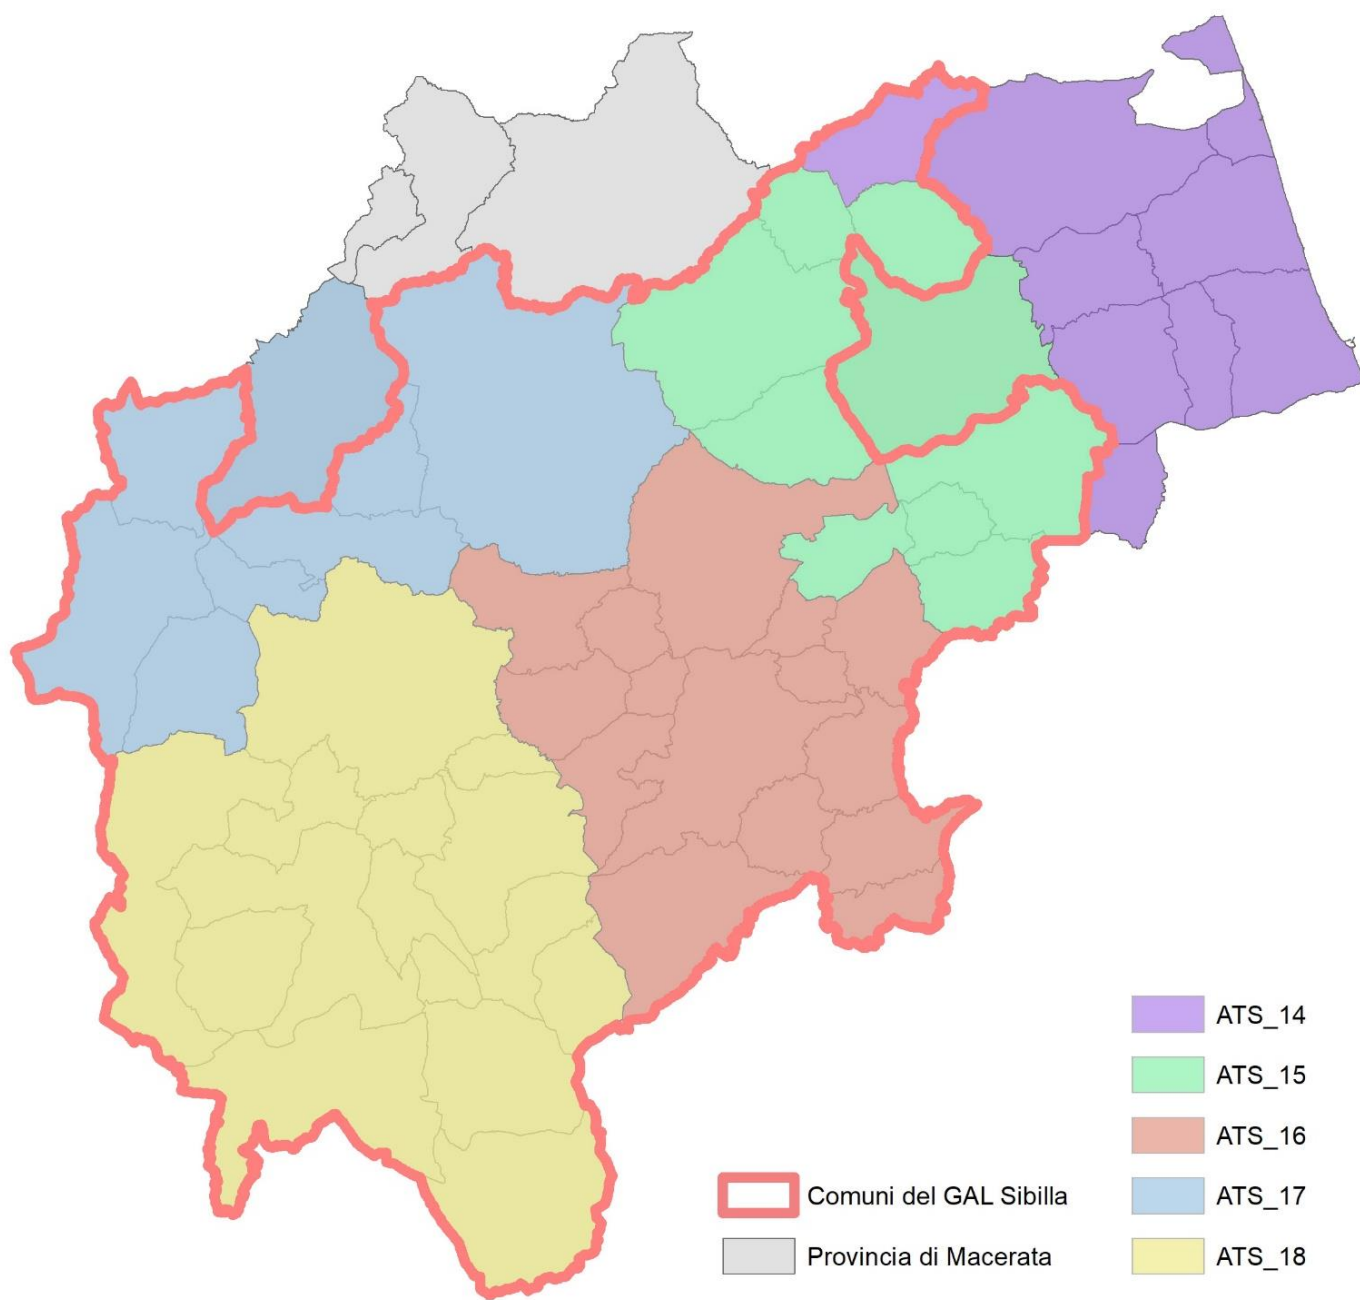 ATS_14
ATS_15
ATS_16
Comuni del GAL Sibilla
ATS_17
Provincia di Macerata
ATS_18